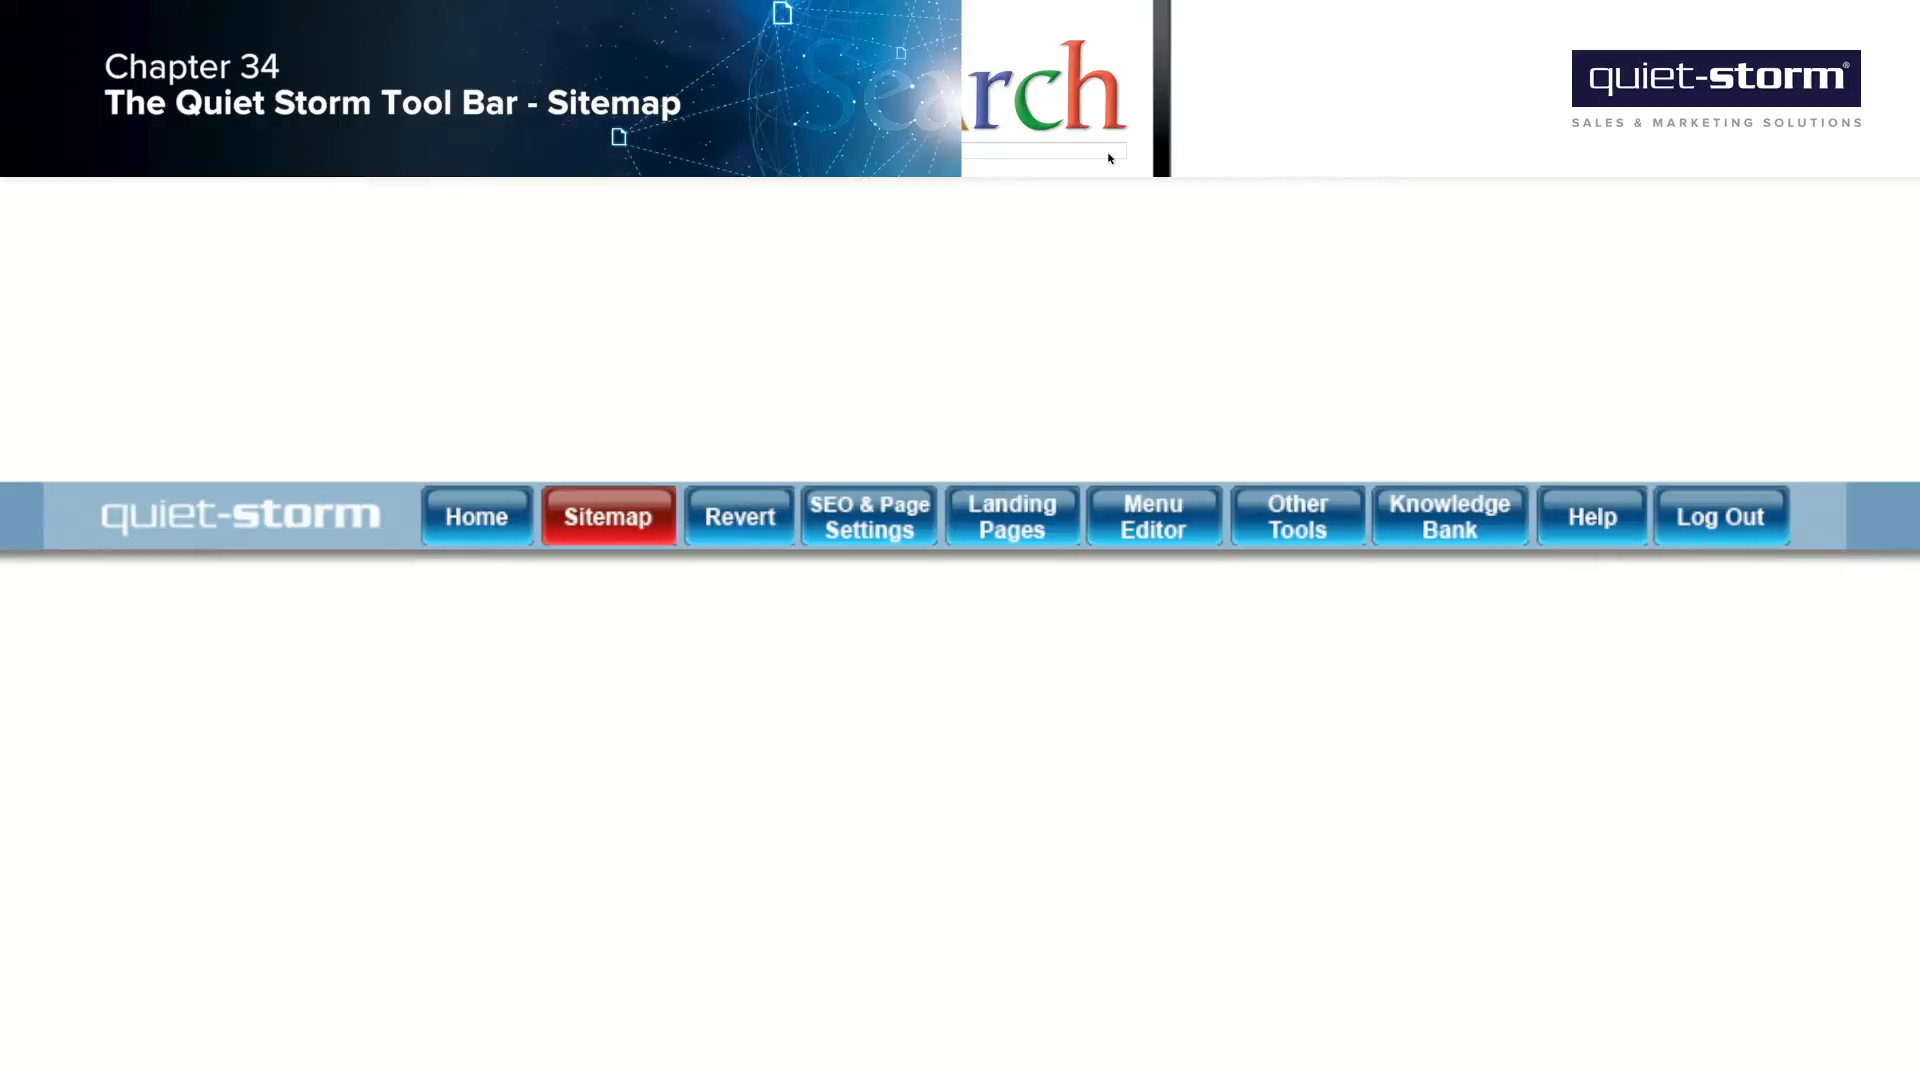 Chapter 34
The Quiet Storm Tool Bar - Sitemap
Search
quiet-storm®
SALES & MARKETING SOLUTIONS
quiet-storm
Home
Sitemap
Revert
SEO & Page
Settings
Landing
Pages
Menu
Editor
Other
Tools
Knowledge
Bank
Help
Log Out